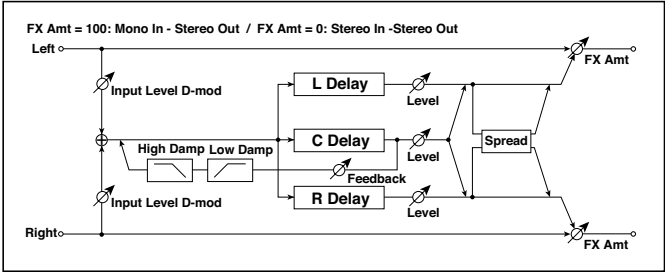 FX Amt = 100: Mono In - Stereo Out / FX Amt = 0: Stereo In -Stereo Out
Left
FX Amt
Input Level D-mod
L Delay
Level
High Damp
Low Damp
C Delay
Level
Spread
Feedback
Input Level D-mod
R Delay
Level
Right
FX Amt